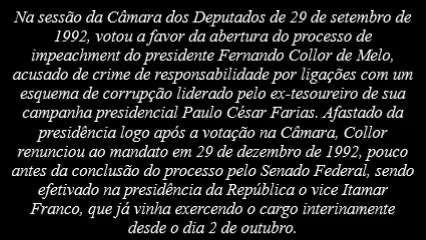 Na sessão da Câmara dos Deputados de 29 de setembro de
1992, votou a favor da abertura do processo de
impeachment do presidente Fernando Collor de Melo,
acusado de crime de responsabilidade por ligações com um
esquema de corrupção liderado pelo ex-tesoureiro de sua
campanha presidencial Paulo César Farias. Afastado da
presidência logo após a votação na Câmara, Collor
renunciou ao mandato em 29 de dezembro de 1992, pouco
antes da conclusão do processo pelo Senado Federal, sendo
efetivado na presidência da República o vice Itamar
Franco, que já vinha exercendo o cargo interinamente
desde o dia 2 de outubro.